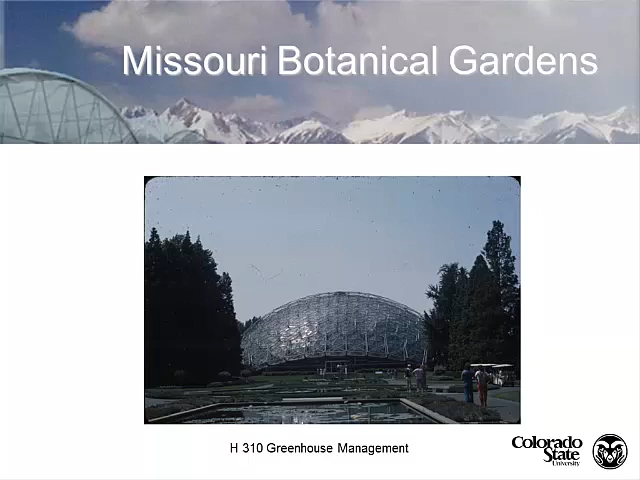 Missouri Botanical Gardens
H 310 Greenhouse Management
Colorado
State
University